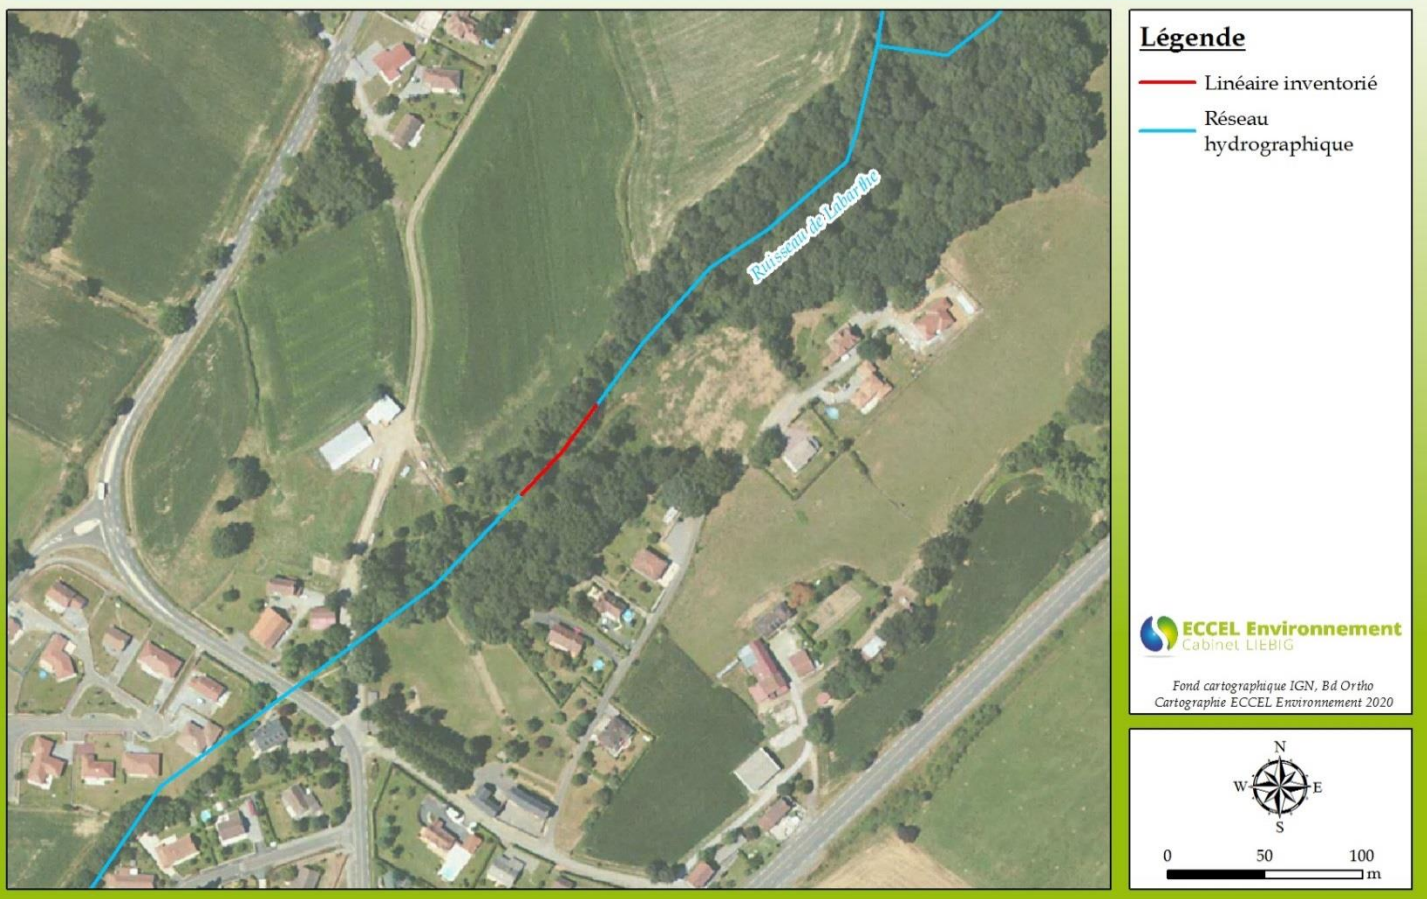 Légende
Linéaire inventorié
Réseau
hydrographique
Ruisseau de Labarthe
ECCEL Environnement
Cabinet LIEBIG
Fond cartographique IGN, Bd Ortho
Cartographie ECCEL Environnement 2020
N
W E
S
0 50 100
m